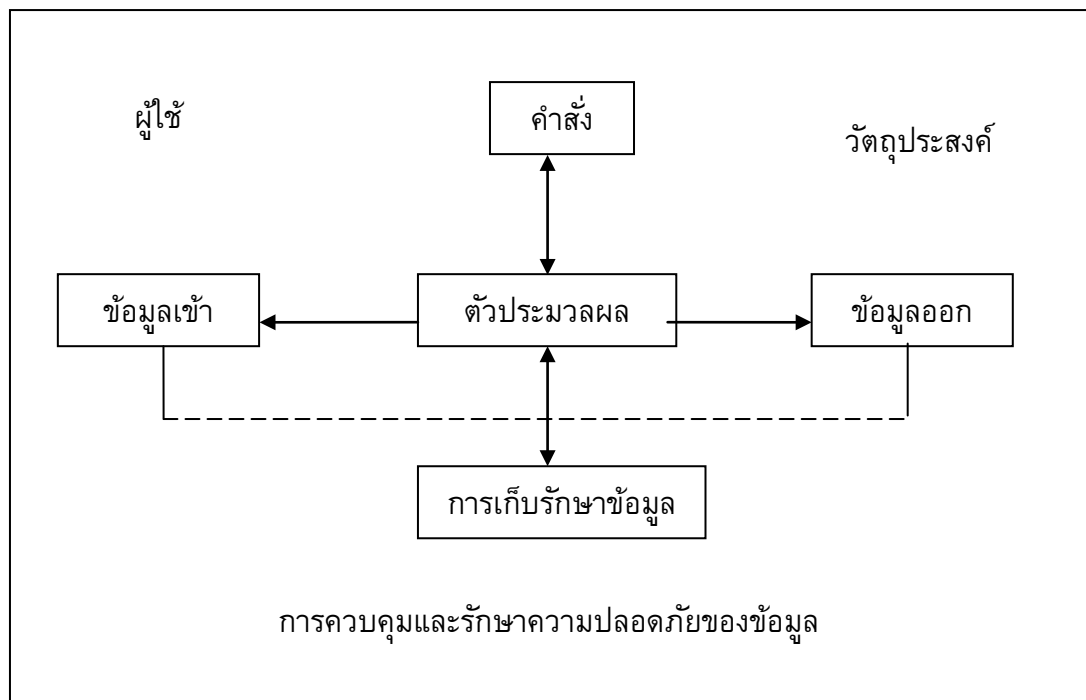 ผู้ใช้
คำสั่ง
วัตถุประสงค์
ข้อมูลเข้า
ตัวประมวลผล
ข้อมูลออก
การเก็บรักษาข้อมูล
การควบคุมและรักษาความปลอดภัยของข้อมูล